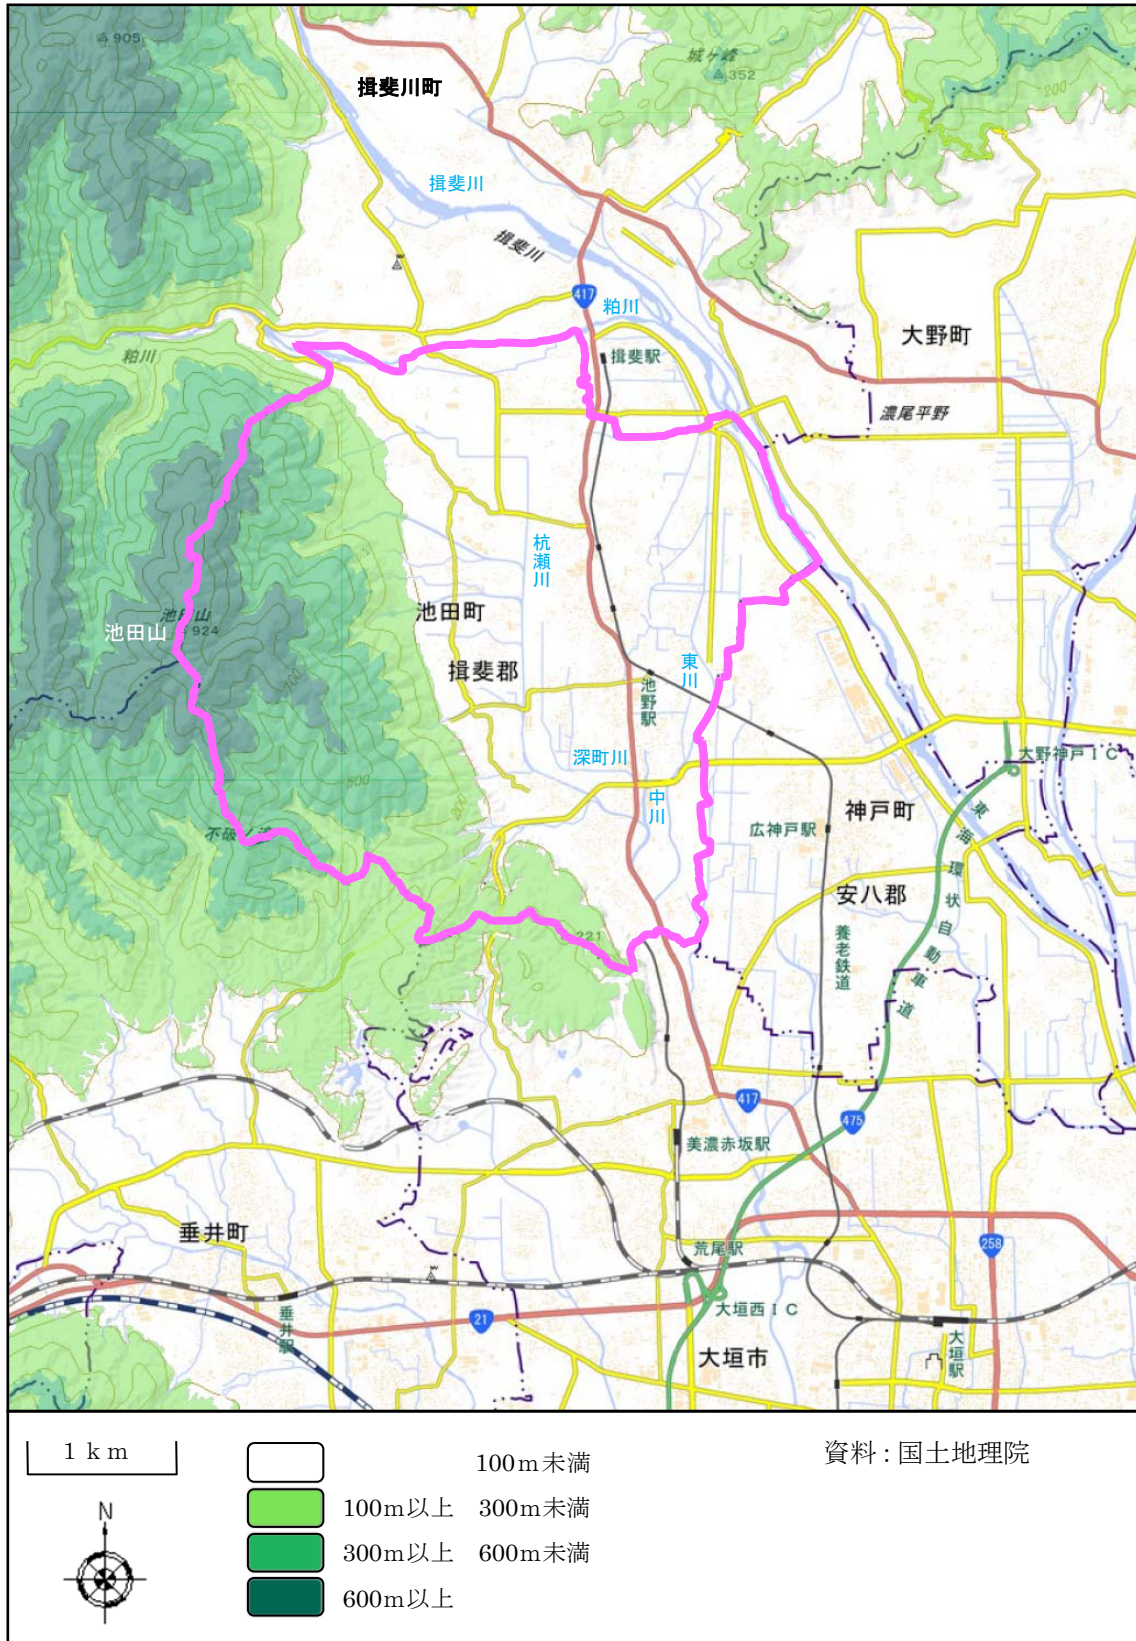 905
城ヶ峰
352
200
揖斐川町
揖斐川
揖斐川
417
粕川
大野町
粕川
揖斐駅
濃尾平野
杭瀬川
池田町
池田山
池田山
924
揖斐郡
東川
池野駅
200
深町川
大野神戸IC
500
中川
神戸町
東海環状自動車道
広神戸駅
200
安八郡
221
養老鉄道
417
475
美濃赤坂駅
垂井町
258
荒尾駅
大垣西IC
垂井駅
21
大垣市
大垣駅
1km
100m未満
資料:国土地理院
N
100m以上 300m未満
300m以上 600m未満
600m以上